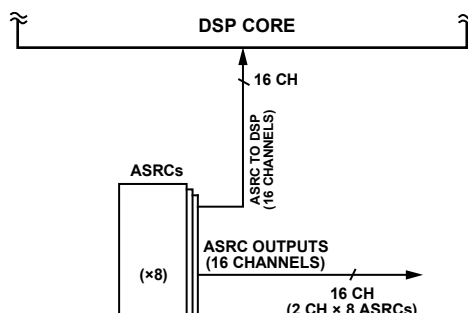 DSP CORE
16 CH
ASRC TO DSP
(16 CHANNELS)
ASRCs
ASRC OUTPUTS
(16 CHANNELS)
(×8)
16 CH
(2 CH × 8 ASRCs)